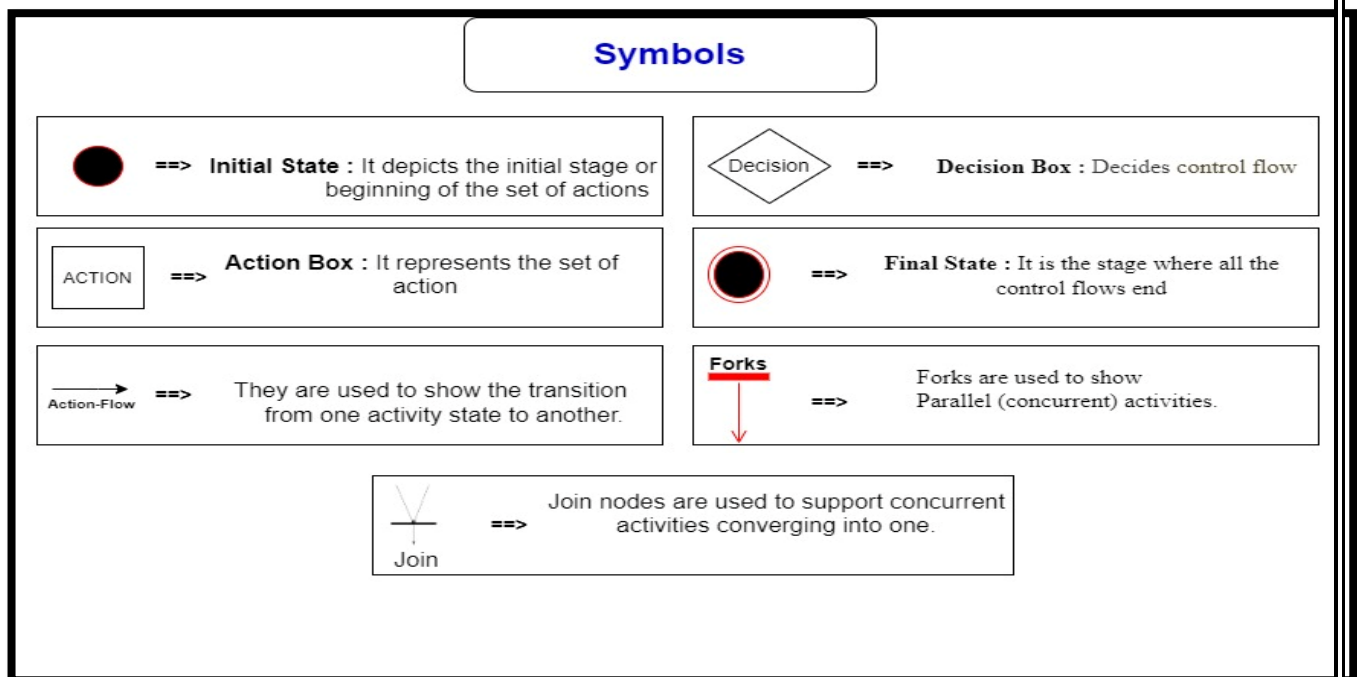 Symbols
==> Initial State : It depicts the initial stage or
beginning of the set of actions
Decision ==> Decision Box : Decides control flow
ACTION ==> Action Box : It represents the set of
action
==> Final State : It is the stage where all the
control flows end
Action-Flow ==> They are used to show the transition
from one activity state to another.
Forks
==> Forks are used to show
Parallel (concurrent) activities.
==> Join nodes are used to support concurrent
activities converging into one.
Join